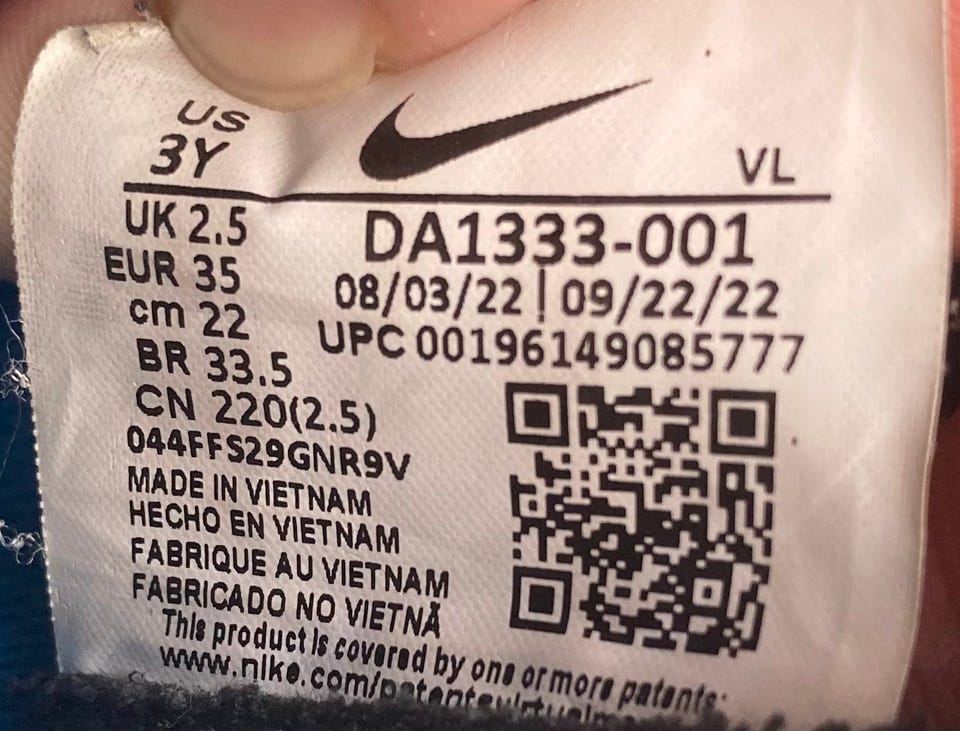 US
3Y
VL
UK 2.5
EUR 35
cm 22
BR 33.5
CN 220(2.5)
DA1333-001
08/03/22 | 09/22/22
UPC 00196149085777
044FFS29GNR9V
MADE IN VIETNAM
HECHO EN VIETNAM
FABRIQUE AU VIETNAM
FABRICADO NO VIETNÃ
This product is covered by one or more patents: